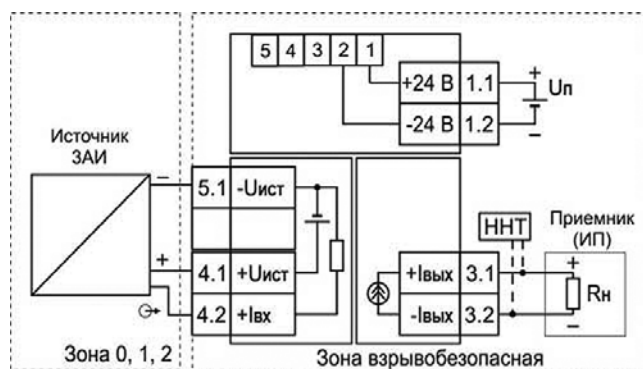 5 4 3 2 1
+24 В 1.1
-24 В 1.2
+
Uп
–
Источник
ЗАИ
–
5.1 -Uист
+
4.1 +Uист
4.2 +Iвх
ННТ
Приемник
(ИП)
+Iвых 3.1
-Iвых 3.2
+
Rн
–
Зона 0, 1, 2
Зона взрывобезопасная